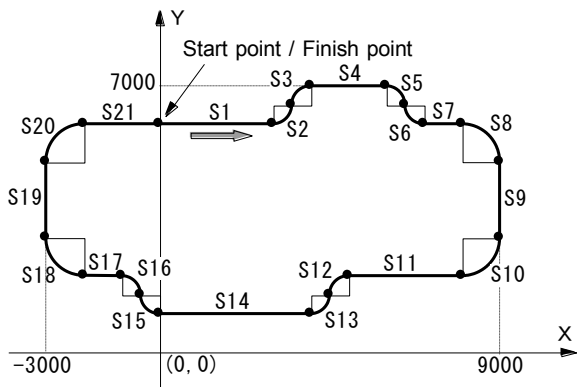 Y
Start point / Finish point
7000
S3
S4
S5
S20
S21
S1
S2
S6
S7
S8
S19
S9
S18
S17
S16
S12
S11
S10
S15
S14
S13
X
-3000
(0, 0)
9000